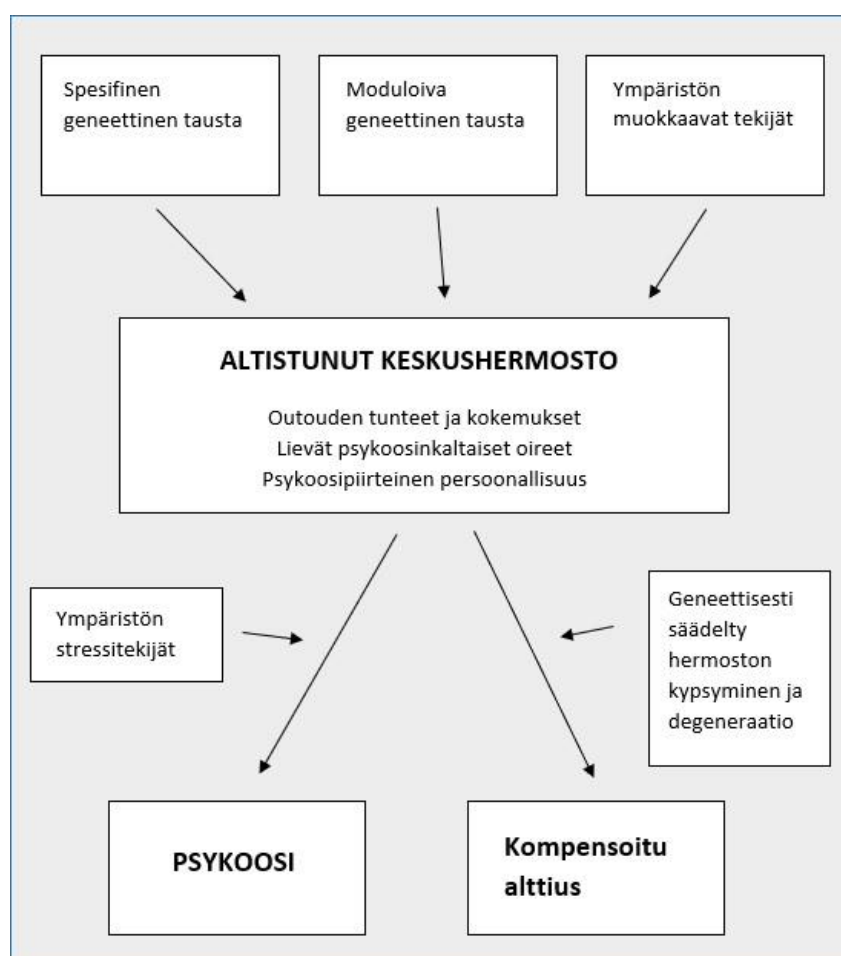 Spesifinen
geneettinen tausta
Moduloiva
geneettinen tausta
Ympäristön
muokkaavat tekijät
ALTISTUNUT KESKUSHERMOSTO
Outouden tunteet ja kokemukset
Lievät psykoosinkaltaiset oireet
Psykoosipiirteinen persoonallisuus
Ympäristön
stressitekijät
Geneettisesti
säädelty
hermoston
kypsyminen ja
degeneraatio
PSYKOOSI
Kompensoitu
alttius